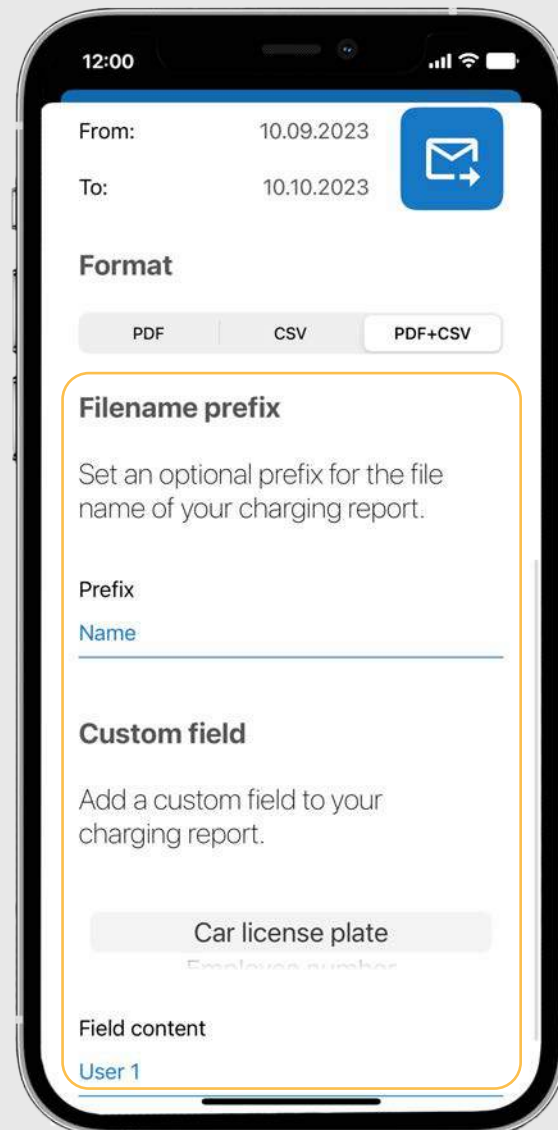 12:00
From: 10.09.2023
To: 10.10.2023
Format
PDF CSV PDF+CSV
Filename prefix
Set an optional prefix for the file
name of your charging report.
Prefix
Name
Custom field
Add a custom field to your
charging report.
Car license plate
Employee number
Field content
User 1